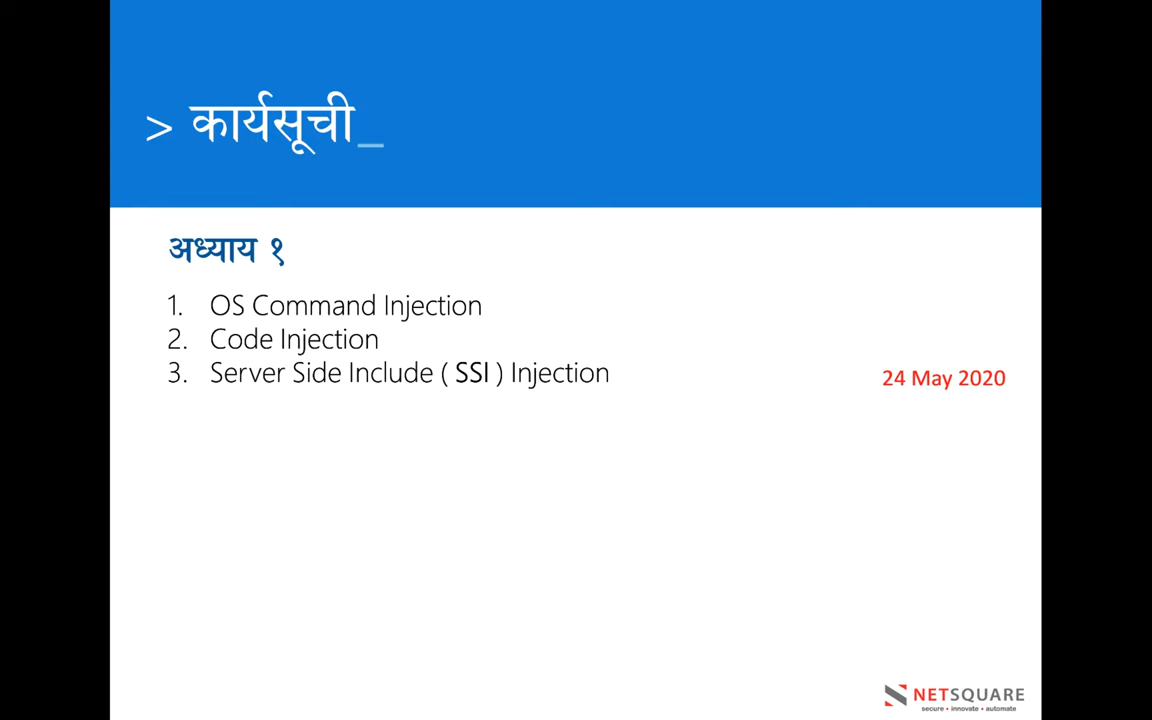 > कार्यसूची_
अध्याय १
1. OS Command Injection
2. Code Injection
3. Server Side Include ( SSI ) Injection
24 May 2020
NETSQUARE
secure • innovate • automate